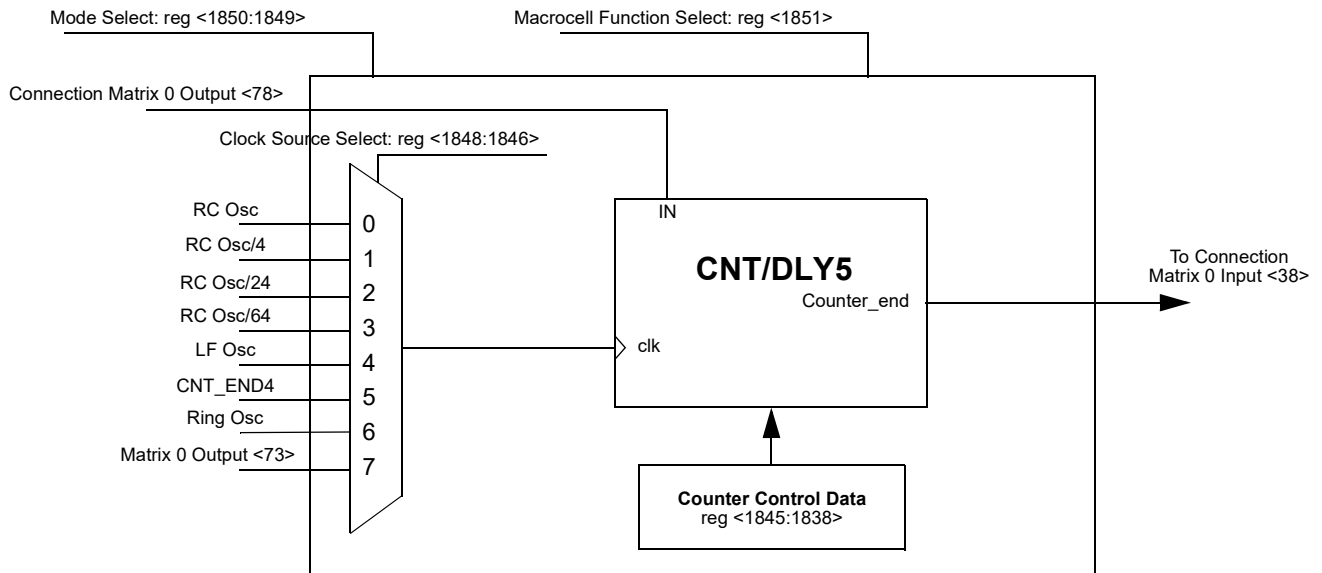 Mode Select: reg <1850:1849>
Macrocell Function Select: reg <1851>
Connection Matrix 0 Output <78>
Clock Source Select: reg <1848:1846>
RC Osc
0
RC Osc/4
1
RC Osc/24
2
RC Osc/64
3
LF Osc
4
CNT_END4
5
Ring Osc
6
Matrix 0 Output <73>
7
IN
CNT/DLY5
Counter_end
clk
To Connection
Matrix 0 Input <38>
Counter Control Data
reg <1845:1838>